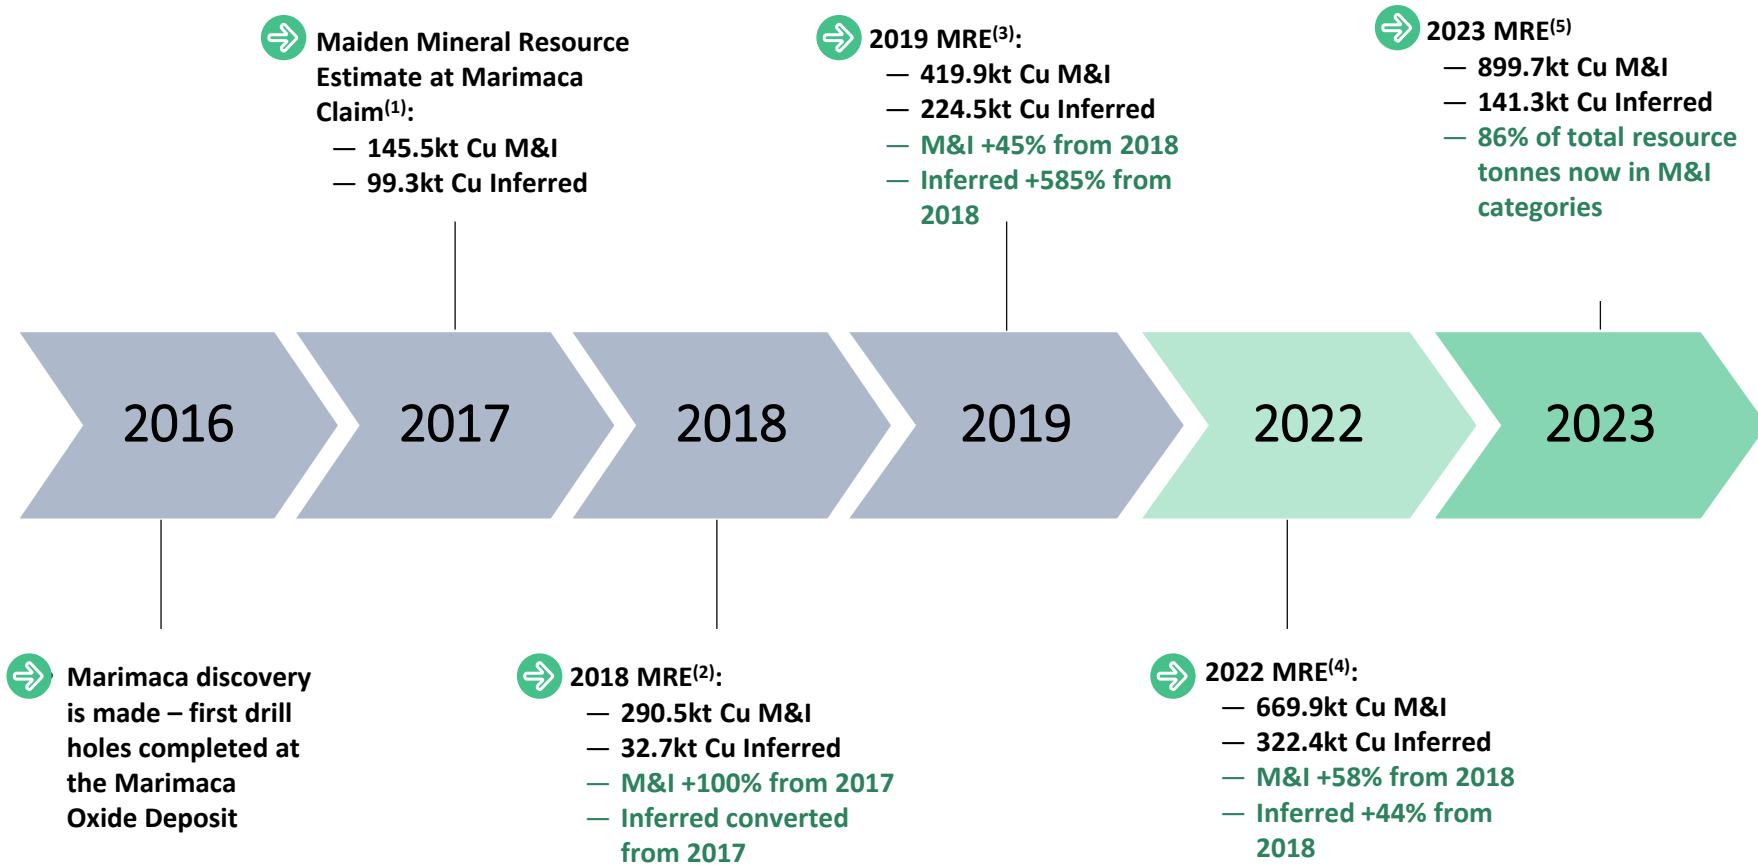 Maiden Mineral Resource
Estimate at Marimaca
Claim(1):
— 145.5kt Cu M&I
— 99.3kt Cu Inferred
2019 MRE(3):
— 419.9kt Cu M&I
— 224.5kt Cu Inferred
— M&I +45% from 2018
— Inferred +585% from
2018
2023 MRE(5)
— 899.7kt Cu M&I
— 141.3kt Cu Inferred
— 86% of total resource
tonnes now in M&I
categories
2016
2017
2018
2019
2022
2023
Marimaca discovery
is made – first drill
holes completed at
the Marimaca
Oxide Deposit
2018 MRE(2):
— 290.5kt Cu M&I
— 32.7kt Cu Inferred
— M&I +100% from 2017
— Inferred converted
from 2017
2022 MRE(4):
— 669.9kt Cu M&I
— 322.4kt Cu Inferred
— M&I +58% from 2018
— Inferred +44% from
2018